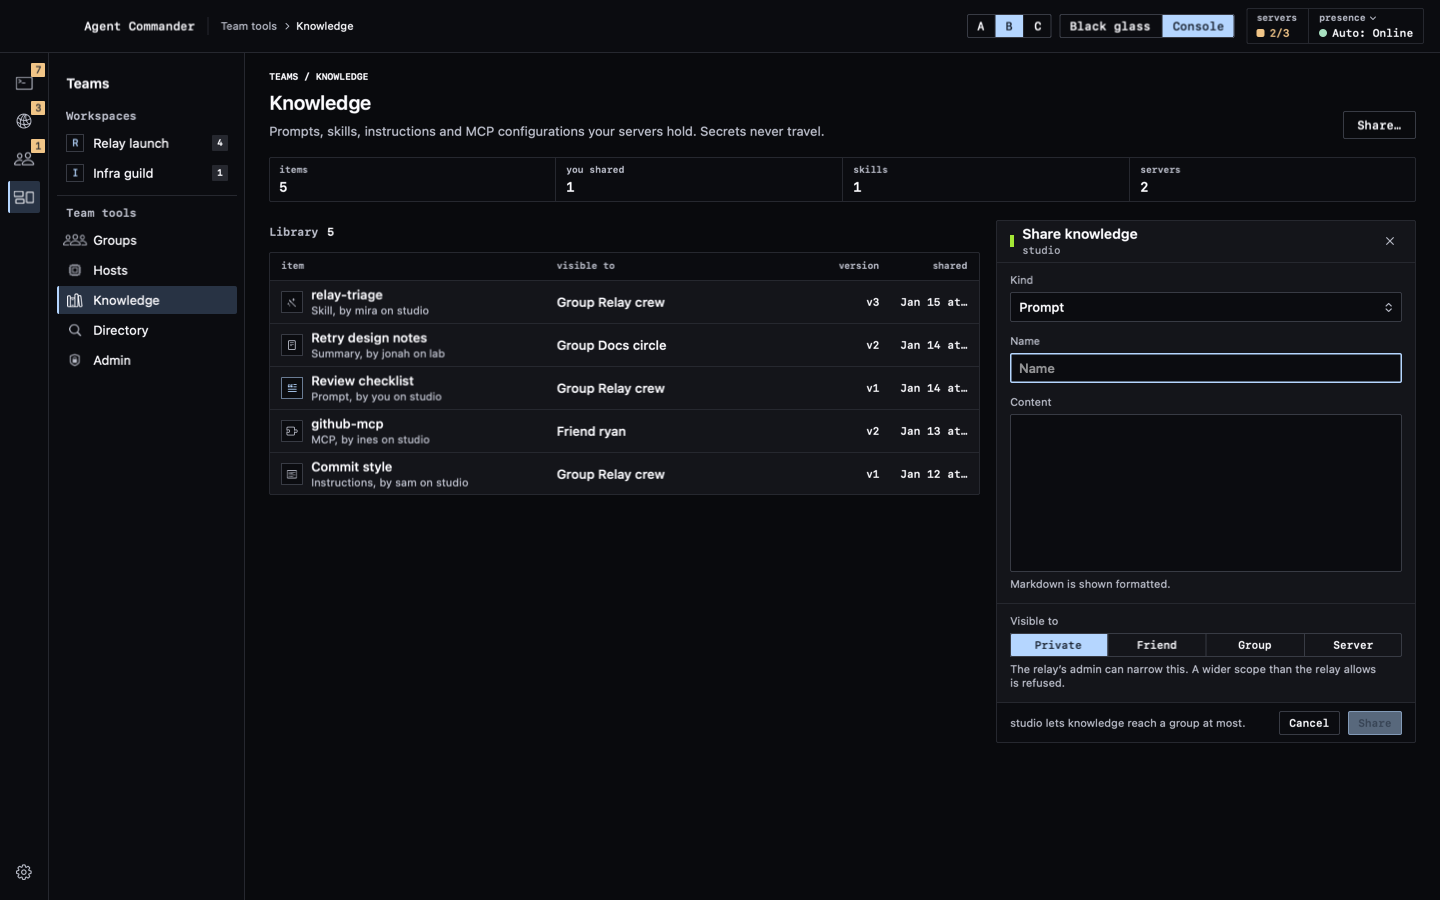 Agent Commander
Team tools > Knowledge
A B C
Black glass Console
servers
2/3
presence
Auto: Online
7
3
1
Teams
Workspaces
R Relay launch 4
I Infra guild 1
Team tools
Groups
Hosts
Knowledge
Directory
Admin
TEAMS / KNOWLEDGE
Knowledge
Prompts, skills, instructions and MCP configurations your servers hold. Secrets never travel.
Share…
items
5
you shared
1
skills
1
servers
2
Library 5
item visible to version shared
relay-triage
Skill, by mira on studio
Group Relay crew v3 Jan 15 at…
Retry design notes
Summary, by jonah on lab
Group Docs circle v2 Jan 14 at…
Review checklist
Prompt, by you on studio
Group Relay crew v1 Jan 14 at…
github-mcp
MCP, by ines on studio
Friend ryan v2 Jan 13 at…
Commit style
Instructions, by sam on studio
Group Relay crew v1 Jan 12 at…
Share knowledge
studio
Kind
Prompt
Name
Name
Content
Markdown is shown formatted.
Visible to
Private Friend Group Server
The relay's admin can narrow this. A wider scope than the relay allows
is refused.
studio lets knowledge reach a group at most.
Cancel Share